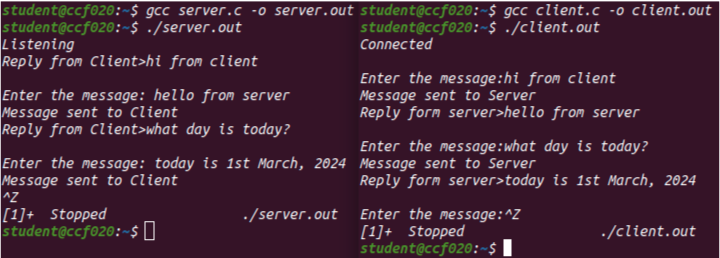 student@ccf020:~$ gcc server.c -o server.out
student@ccf020:~$ ./server.out
Listening
Reply from Client>hi from client
Enter the message: hello from server
Message sent to Client
Reply from Client>what day is today?
Enter the message: today is 1st March, 2024
Message sent to Client
^Z
[1]+  Stopped                 ./server.out
student@ccf020:~$
student@ccf020:~$ gcc client.c -o client.out
student@ccf020:~$ ./client.out
Connected
Enter the message:hi from client
Message sent to Server
Reply form server>hello from server
Enter the message:what day is today?
Message sent to Server
Reply form server>today is 1st March, 2024
Enter the message:^Z
[1]+  Stopped                 ./client.out
student@ccf020:~$